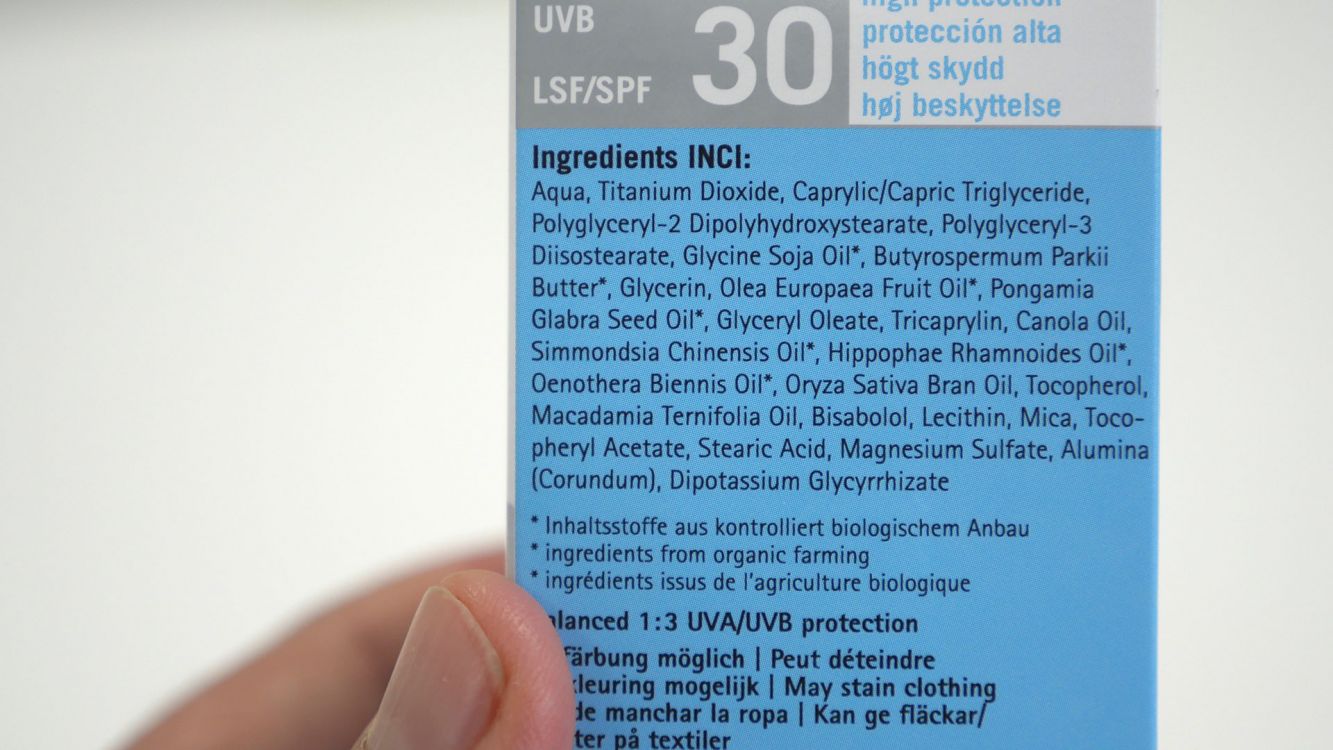 UVB
LSF/SPF
30
high protection
protección alta
högt skydd
høj beskyttelse
Ingredients INCI:
Aqua, Titanium Dioxide, Caprylic/Capric Triglyceride,
Polyglyceryl-2 Dipolyhydroxystearate, Polyglyceryl-3
Diisostearate, Glycine Soja Oil*, Butyrospermum Parkii
Butter*, Glycerin, Olea Europaea Fruit Oil*, Pongamia
Glabra Seed Oil*, Glyceryl Oleate, Tricaprylin, Canola Oil,
Simmondsia Chinensis Oil*, Hippophae Rhamnoides Oil*,
Oenothera Biennis Oil*, Oryza Sativa Bran Oil, Tocopherol,
Macadamia Ternifolia Oil, Bisabolol, Lecithin, Mica, Toco-
pheryl Acetate, Stearic Acid, Magnesium Sulfate, Alumina
(Corundum), Dipotassium Glycyrrhizate
* Inhaltsstoffe aus kontrolliert biologischem Anbau
* ingredients from organic farming
* ingrédients issus de l'agriculture biologique
lanced 1:3 UVA/UVB protection
färbung möglich | Peut déteindre
kleuring mogelijk | May stain clothing
de manchar la ropa | Kan ge fläckar/
ter på textiler